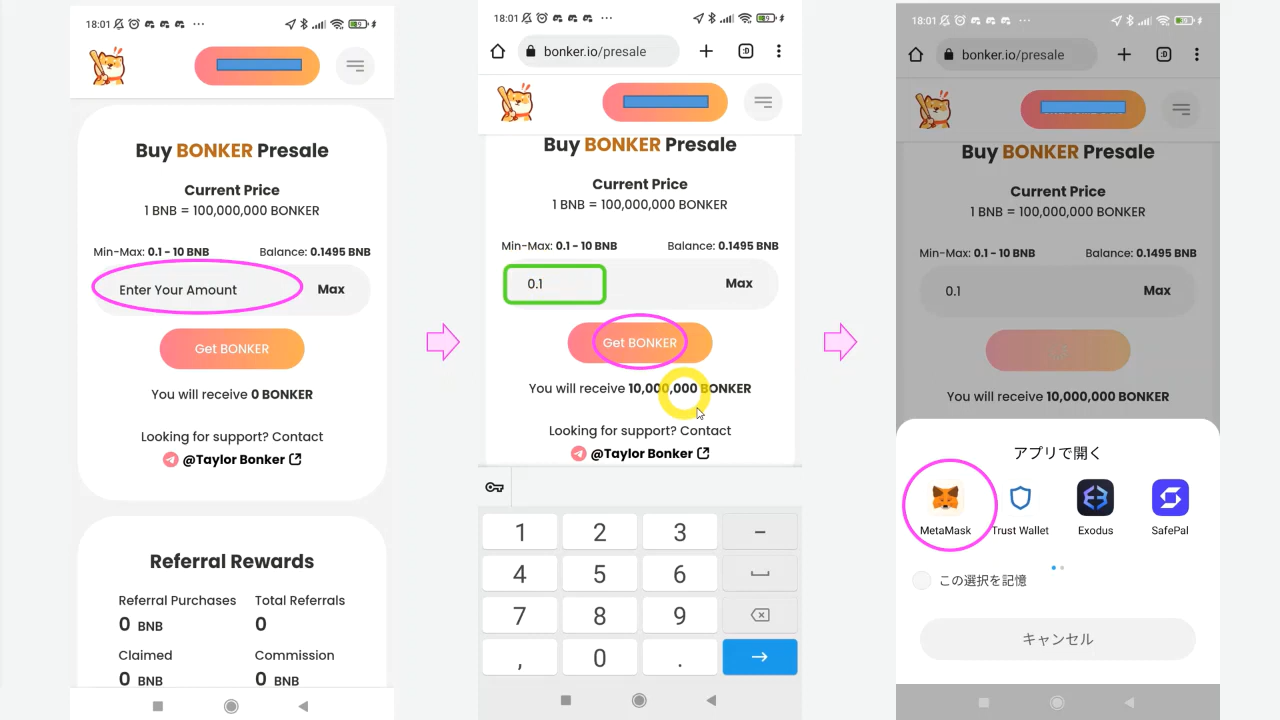 18:01
Buy BONKER Presale
Current Price
1 BNB = 100,000,000 BONKER
Min-Max: 0.1 - 10 BNB
Balance: 0.1495 BNB
Enter Your Amount
Max
Get BONKER
You will receive 0 BONKER
Looking for support? Contact
@Taylor Bonker
Referral Rewards
Referral Purchases
Total Referrals
0 BNB
0
Claimed
Commission
0 BNB
0 BNB
18:01
bonker.io/presale
:D
Buy BONKER Presale
Current Price
1 BNB = 100,000,000 BONKER
Min-Max: 0.1 - 10 BNB
Balance: 0.1495 BNB
0.1
Max
Get BONKER
You will receive 10,000,000 BONKER
Looking for support? Contact
@Taylor Bonker
1 2 3 −
4 5 6
7 8 9
, 0 .
18:01
bonker.io/presale
:D
Buy BONKER Presale
Current Price
1 BNB = 100,000,000 BONKER
Min-Max: 0.1 - 10 BNB
Balance: 0.1495 BNB
0.1
Max
You will receive 10,000,000 BONKER
アプリで開く
MetaMask
Trust Wallet
Exodus
SafePal
この選択を記憶
キャンセル